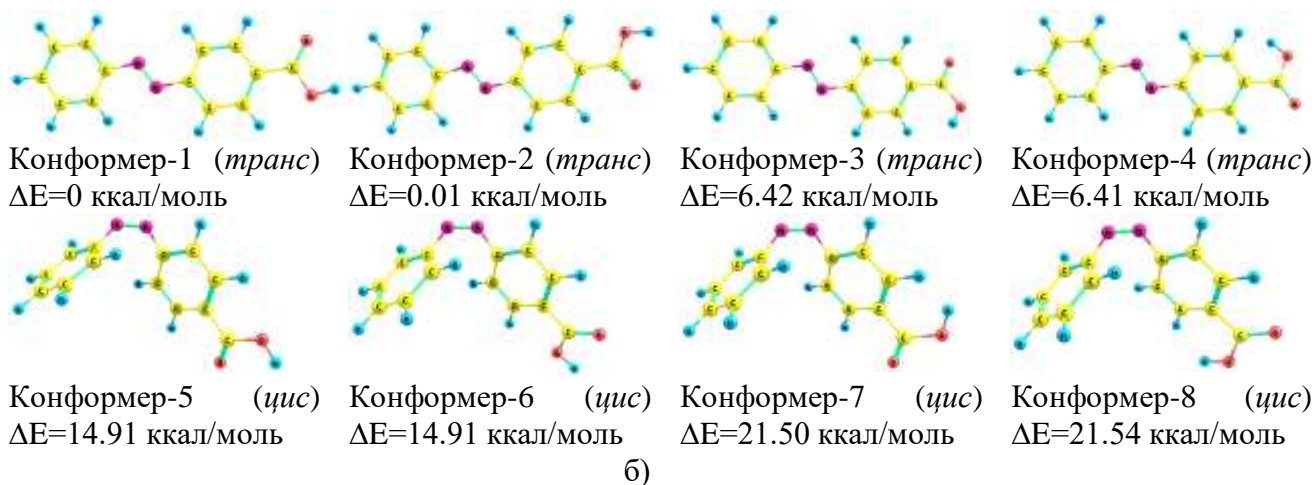 Конформер-1 (транс) Конформер-2 (транс) Конформер-3 (транс) Конформер-4 (транс)
ΔE=0 ккал/моль ΔE=0.01 ккал/моль ΔE=6.42 ккал/моль ΔE=6.41 ккал/моль
Конформер-5 (цис) Конформер-6 (цис) Конформер-7 (цис) Конформер-8 (цис)
ΔE=14.91 ккал/моль ΔE=14.91 ккал/моль ΔE=21.50 ккал/моль ΔE=21.54 ккал/моль
б)